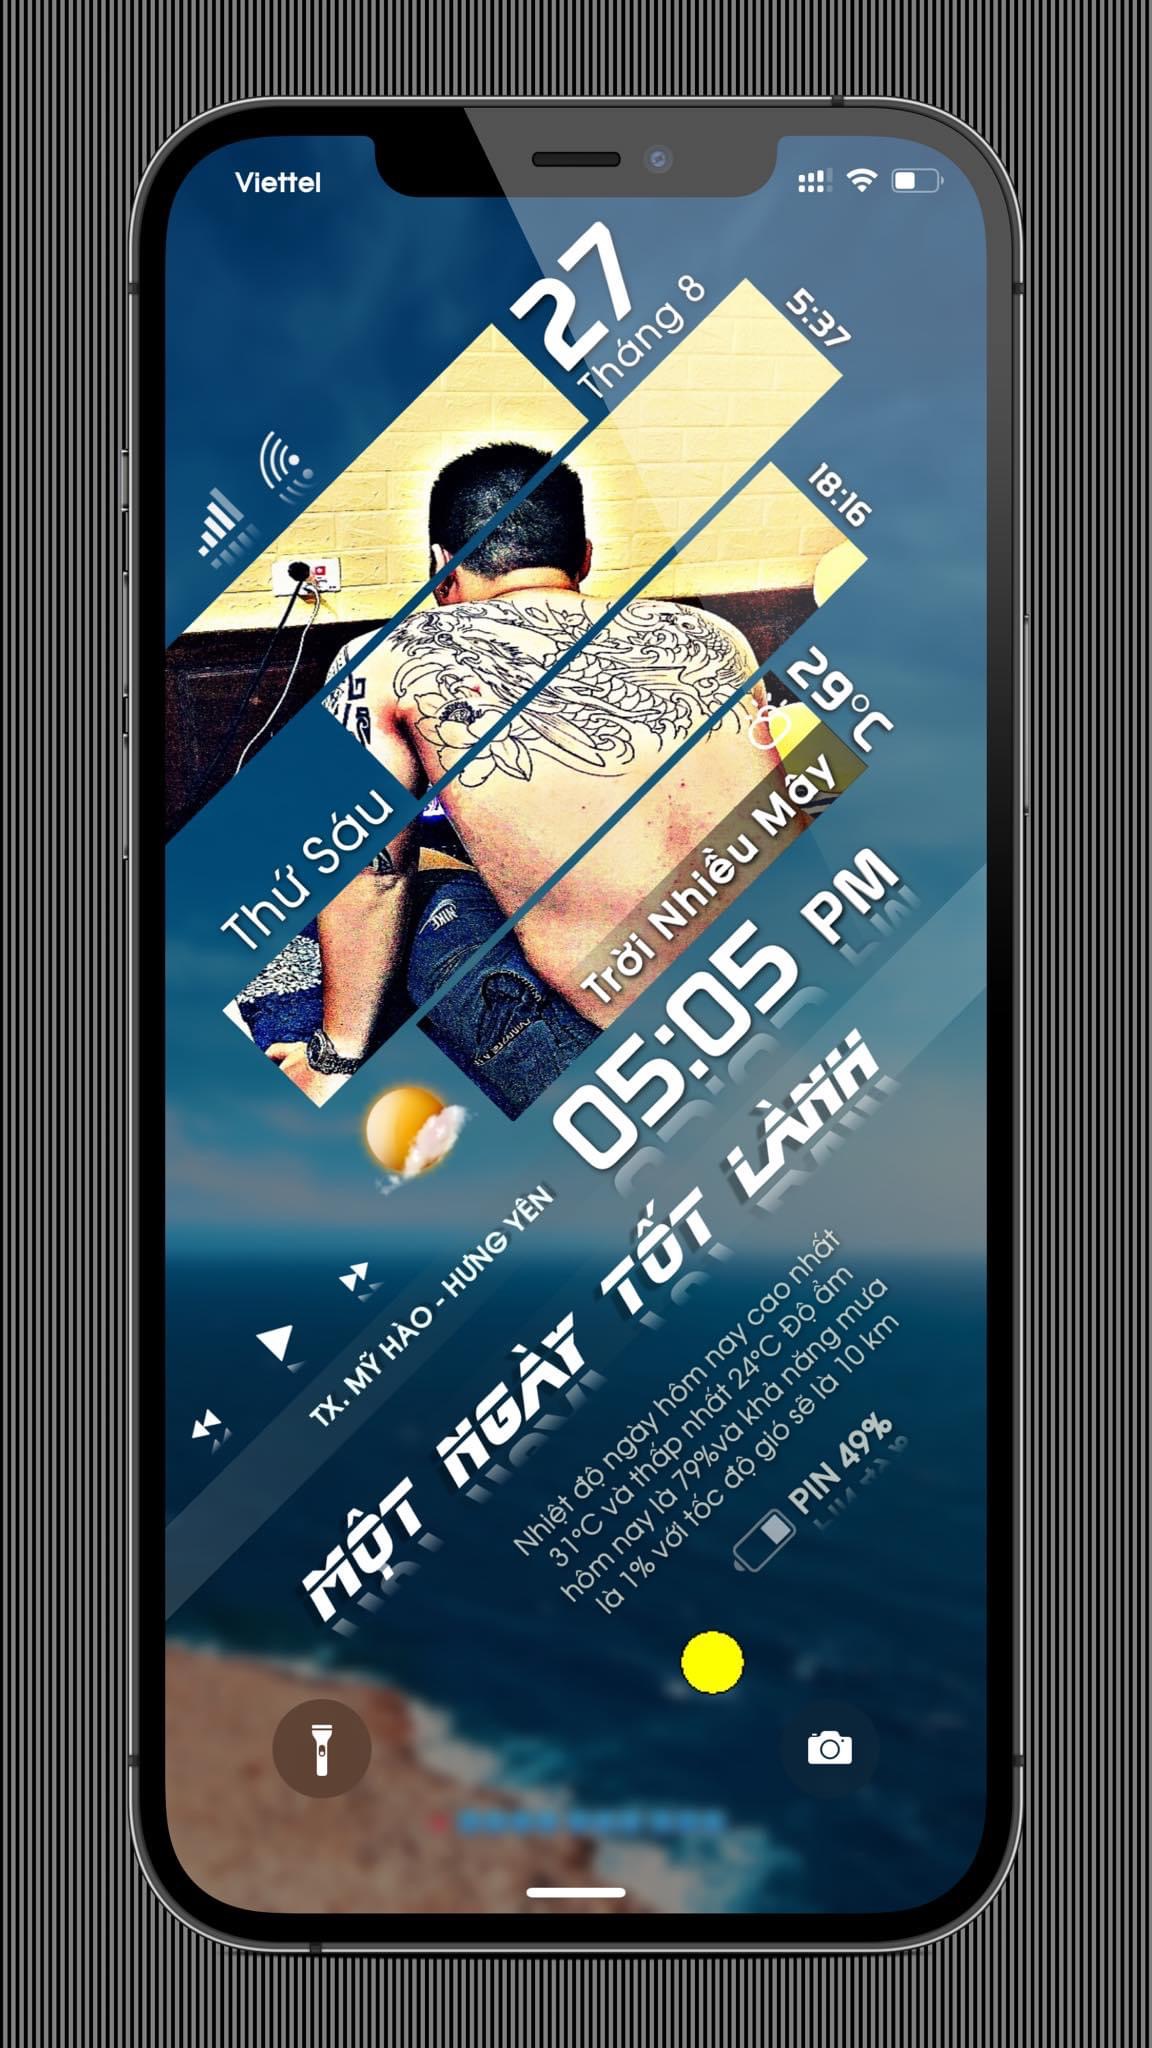 Viettel
27
Tháng 8
5:37
18:16
29°C
Thứ Sáu
Trời Nhiều Mây
NIKE
05:05 PM
TX. MỸ HÀO - HƯNG YÊN
MỘT NGÀY TỐT LÀNH
Nhiệt độ ngày hôm nay cao nhất
31°C và thấp nhất 24°C Độ ẩm
hôm nay là 79%và khả năng mưa
là 1% với tốc độ gió sẽ là 10 km
PIN 49%